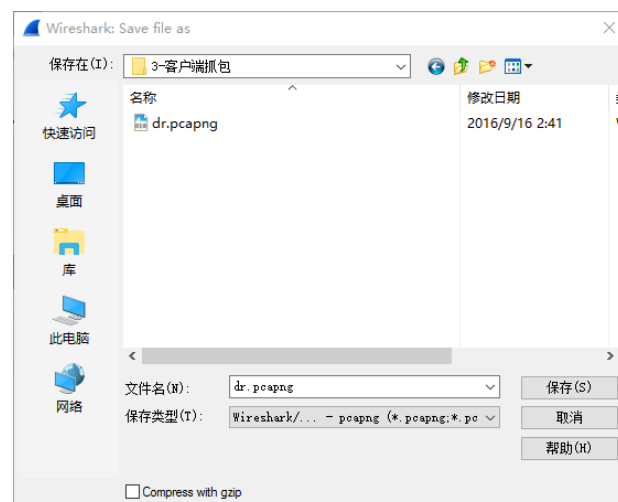 Wireshark: Save file as
保存在(I):
3-客户端抓包
快速访问
桌面
库
此电脑
网络
名称
修改日期
dr.pcapng
2016/9/16 2:41
文件名(N):
dr.pcapng
保存(S)
保存类型(T):
Wireshark/... - pcapng (*.pcapng;*.pc
取消
帮助(H)
Compress with gzip